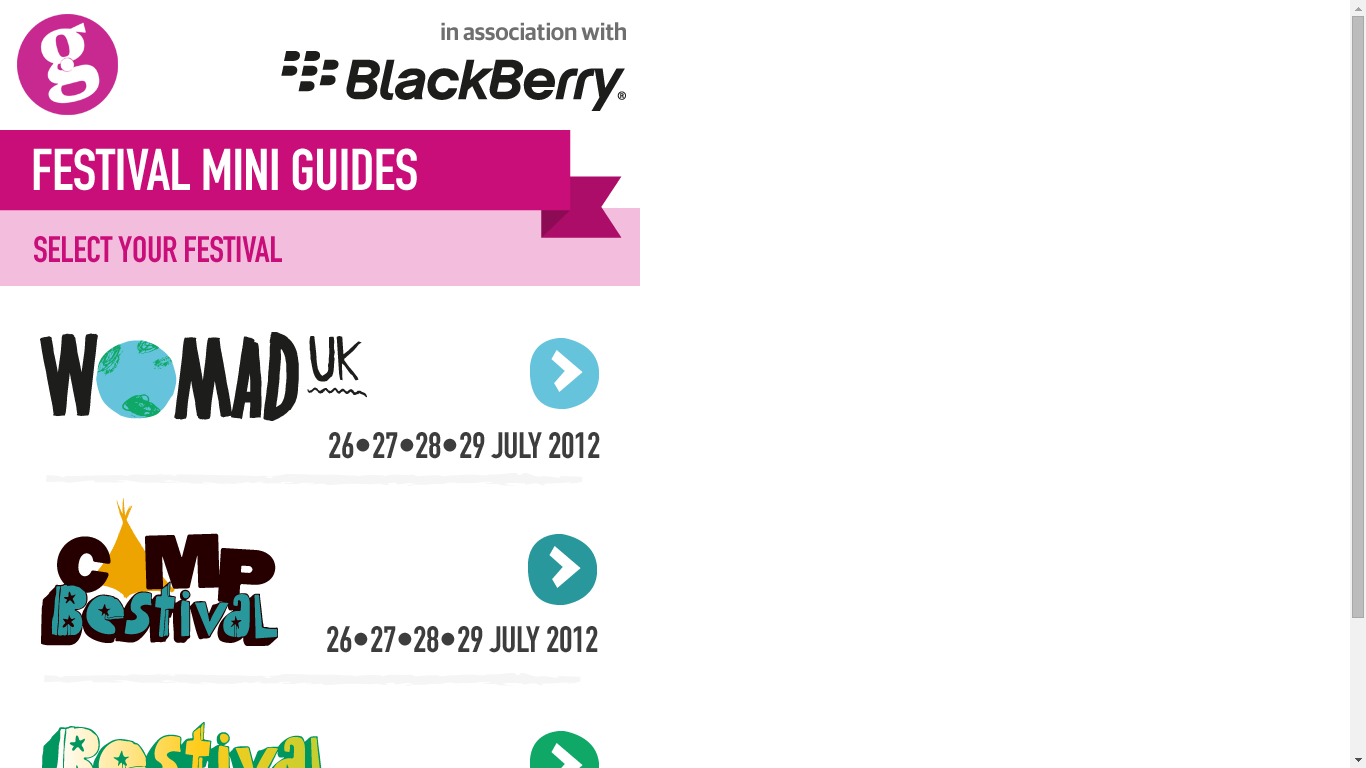 g
in association with
BlackBerry®
FESTIVAL MINI GUIDES
SELECT YOUR FESTIVAL
WOMAD UK
26•27•28•29 JULY 2012
CAMP
BestivaL
26•27•28•29 JULY 2012
Bestival